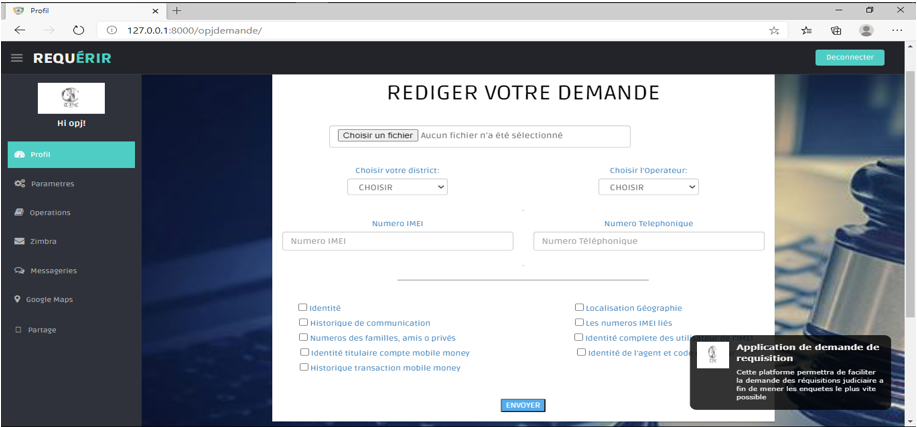 Profil
127.0.0.1:8000/opjdemande/
REQUÉRIR
Deconnecter
Hi opj!
Profil
Parametres
Operations
Zimbra
Messageries
Google Maps
Partage
REDIGER VOTRE DEMANDE
Choisir un fichier Aucun fichier n'a été sélectionné
Choisir votre district:
Choisir l'Operateur:
CHOISIR
CHOISIR
Numero IMEI
Numero Telephonique
Numero IMEI
Numero Téléphonique
Identité
Localisation Géographie
Historique de communication
Les numeros IMEI liés
Numeros des familles, amis o privés
Identité complete des
Identité titulaire compte mobile money
Identité de l'agent et code
Historique transaction mobile money
ENVOYER
Application de demande de
requisition
Cette platforme permettra de faciliter
la demande des réquisitions judiciaire a
fin de mener les enquetes le plus vite
possible